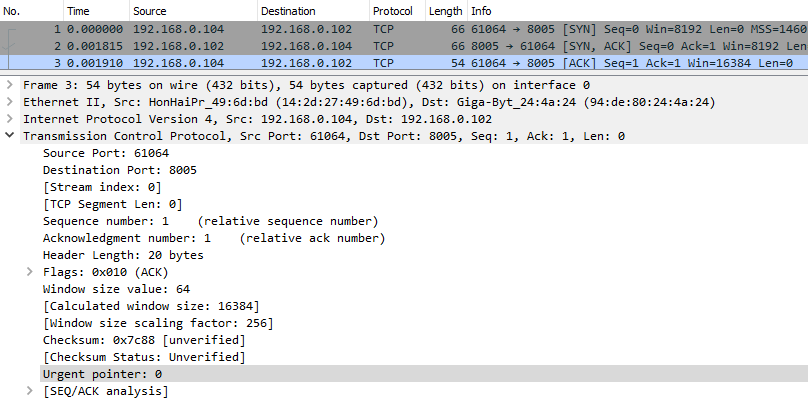 No. Time Source Destination Protocol Length Info
1 0.000000 192.168.0.104 192.168.0.102 TCP 66 61064 → 8005 [SYN] Seq=0 Win=8192 Len=0 MSS=1460
2 0.001815 192.168.0.102 192.168.0.104 TCP 66 8005 → 61064 [SYN, ACK] Seq=0 Ack=1 Win=8192 Len=
3 0.001910 192.168.0.104 192.168.0.102 TCP 54 61064 → 8005 [ACK] Seq=1 Ack=1 Win=16384 Len=0
Frame 3: 54 bytes on wire (432 bits), 54 bytes captured (432 bits) on interface 0
Ethernet II, Src: HonHaiPr_49:6d:bd (14:2d:27:49:6d:bd), Dst: Giga-Byt_24:4a:24 (94:de:80:24:4a:24)
Internet Protocol Version 4, Src: 192.168.0.104, Dst: 192.168.0.102
Transmission Control Protocol, Src Port: 61064, Dst Port: 8005, Seq: 1, Ack: 1, Len: 0
Source Port: 61064
Destination Port: 8005
[Stream index: 0]
[TCP Segment Len: 0]
Sequence number: 1 (relative sequence number)
Acknowledgment number: 1 (relative ack number)
Header Length: 20 bytes
Flags: 0x010 (ACK)
Window size value: 64
[Calculated window size: 16384]
[Window size scaling factor: 256]
Checksum: 0x7c88 [unverified]
[Checksum Status: Unverified]
Urgent pointer: 0
[SEQ/ACK analysis]